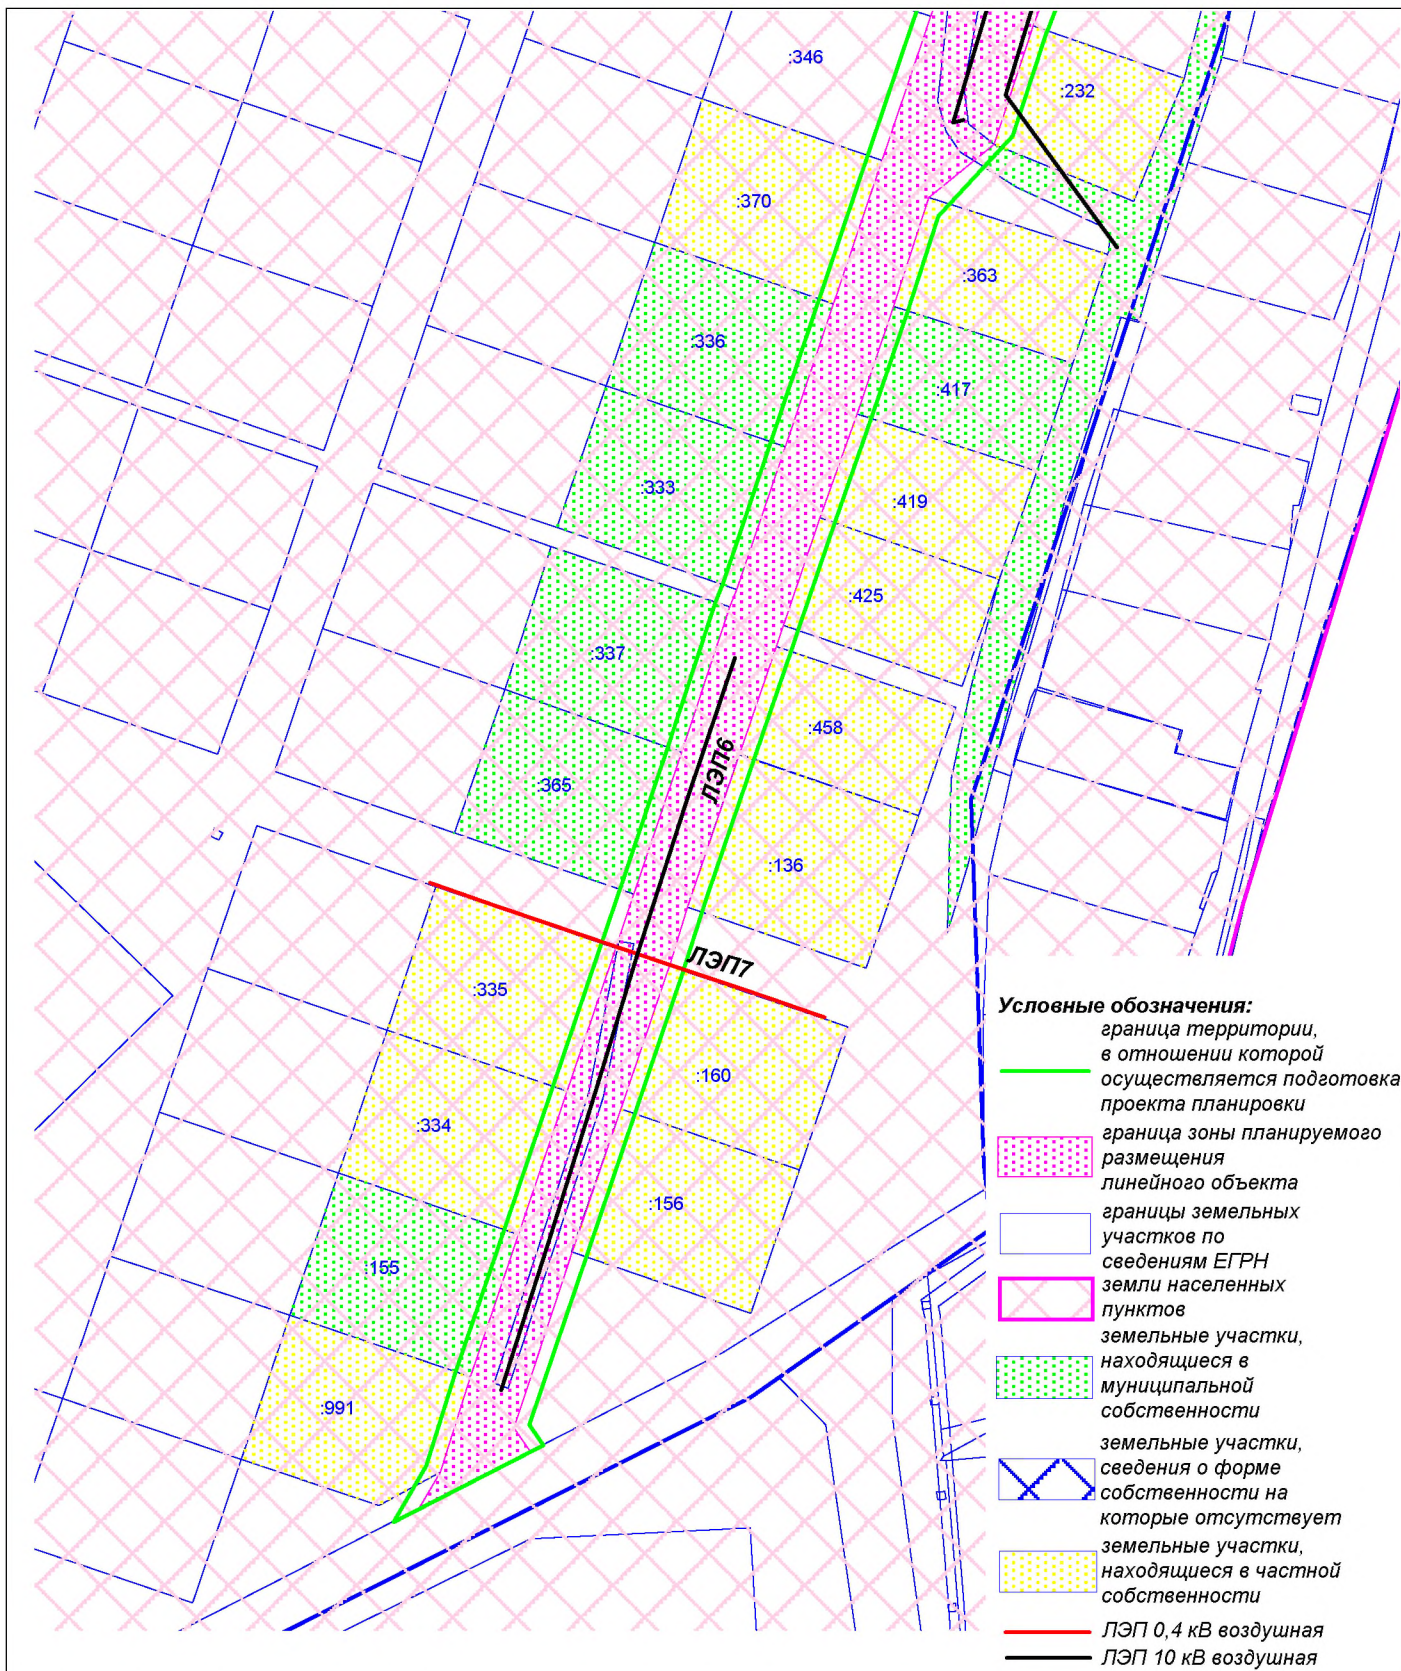 :346
:232
:370
:363
:336
:417
:333
:419
:425
:337
:458
ЛЭП6
:365
:136
ЛЭП7
:335
:160
:334
:156
:155
:991
Условные обозначения:
граница территории,
в отношении которой
осуществляется подготовка
проекта планировки
граница зоны планируемого
размещения
линейного объекта
границы земельных
участков по
сведениям ЕГРН
земли населенных
пунктов
земельные участки,
находящиеся в
муниципальной
собственности
земельные участки,
сведения о форме
собственности на
которые отсутствует
земельные участки,
находящиеся в частной
собственности
ЛЭП 0,4 кВ воздушная
ЛЭП 10 кВ воздушная